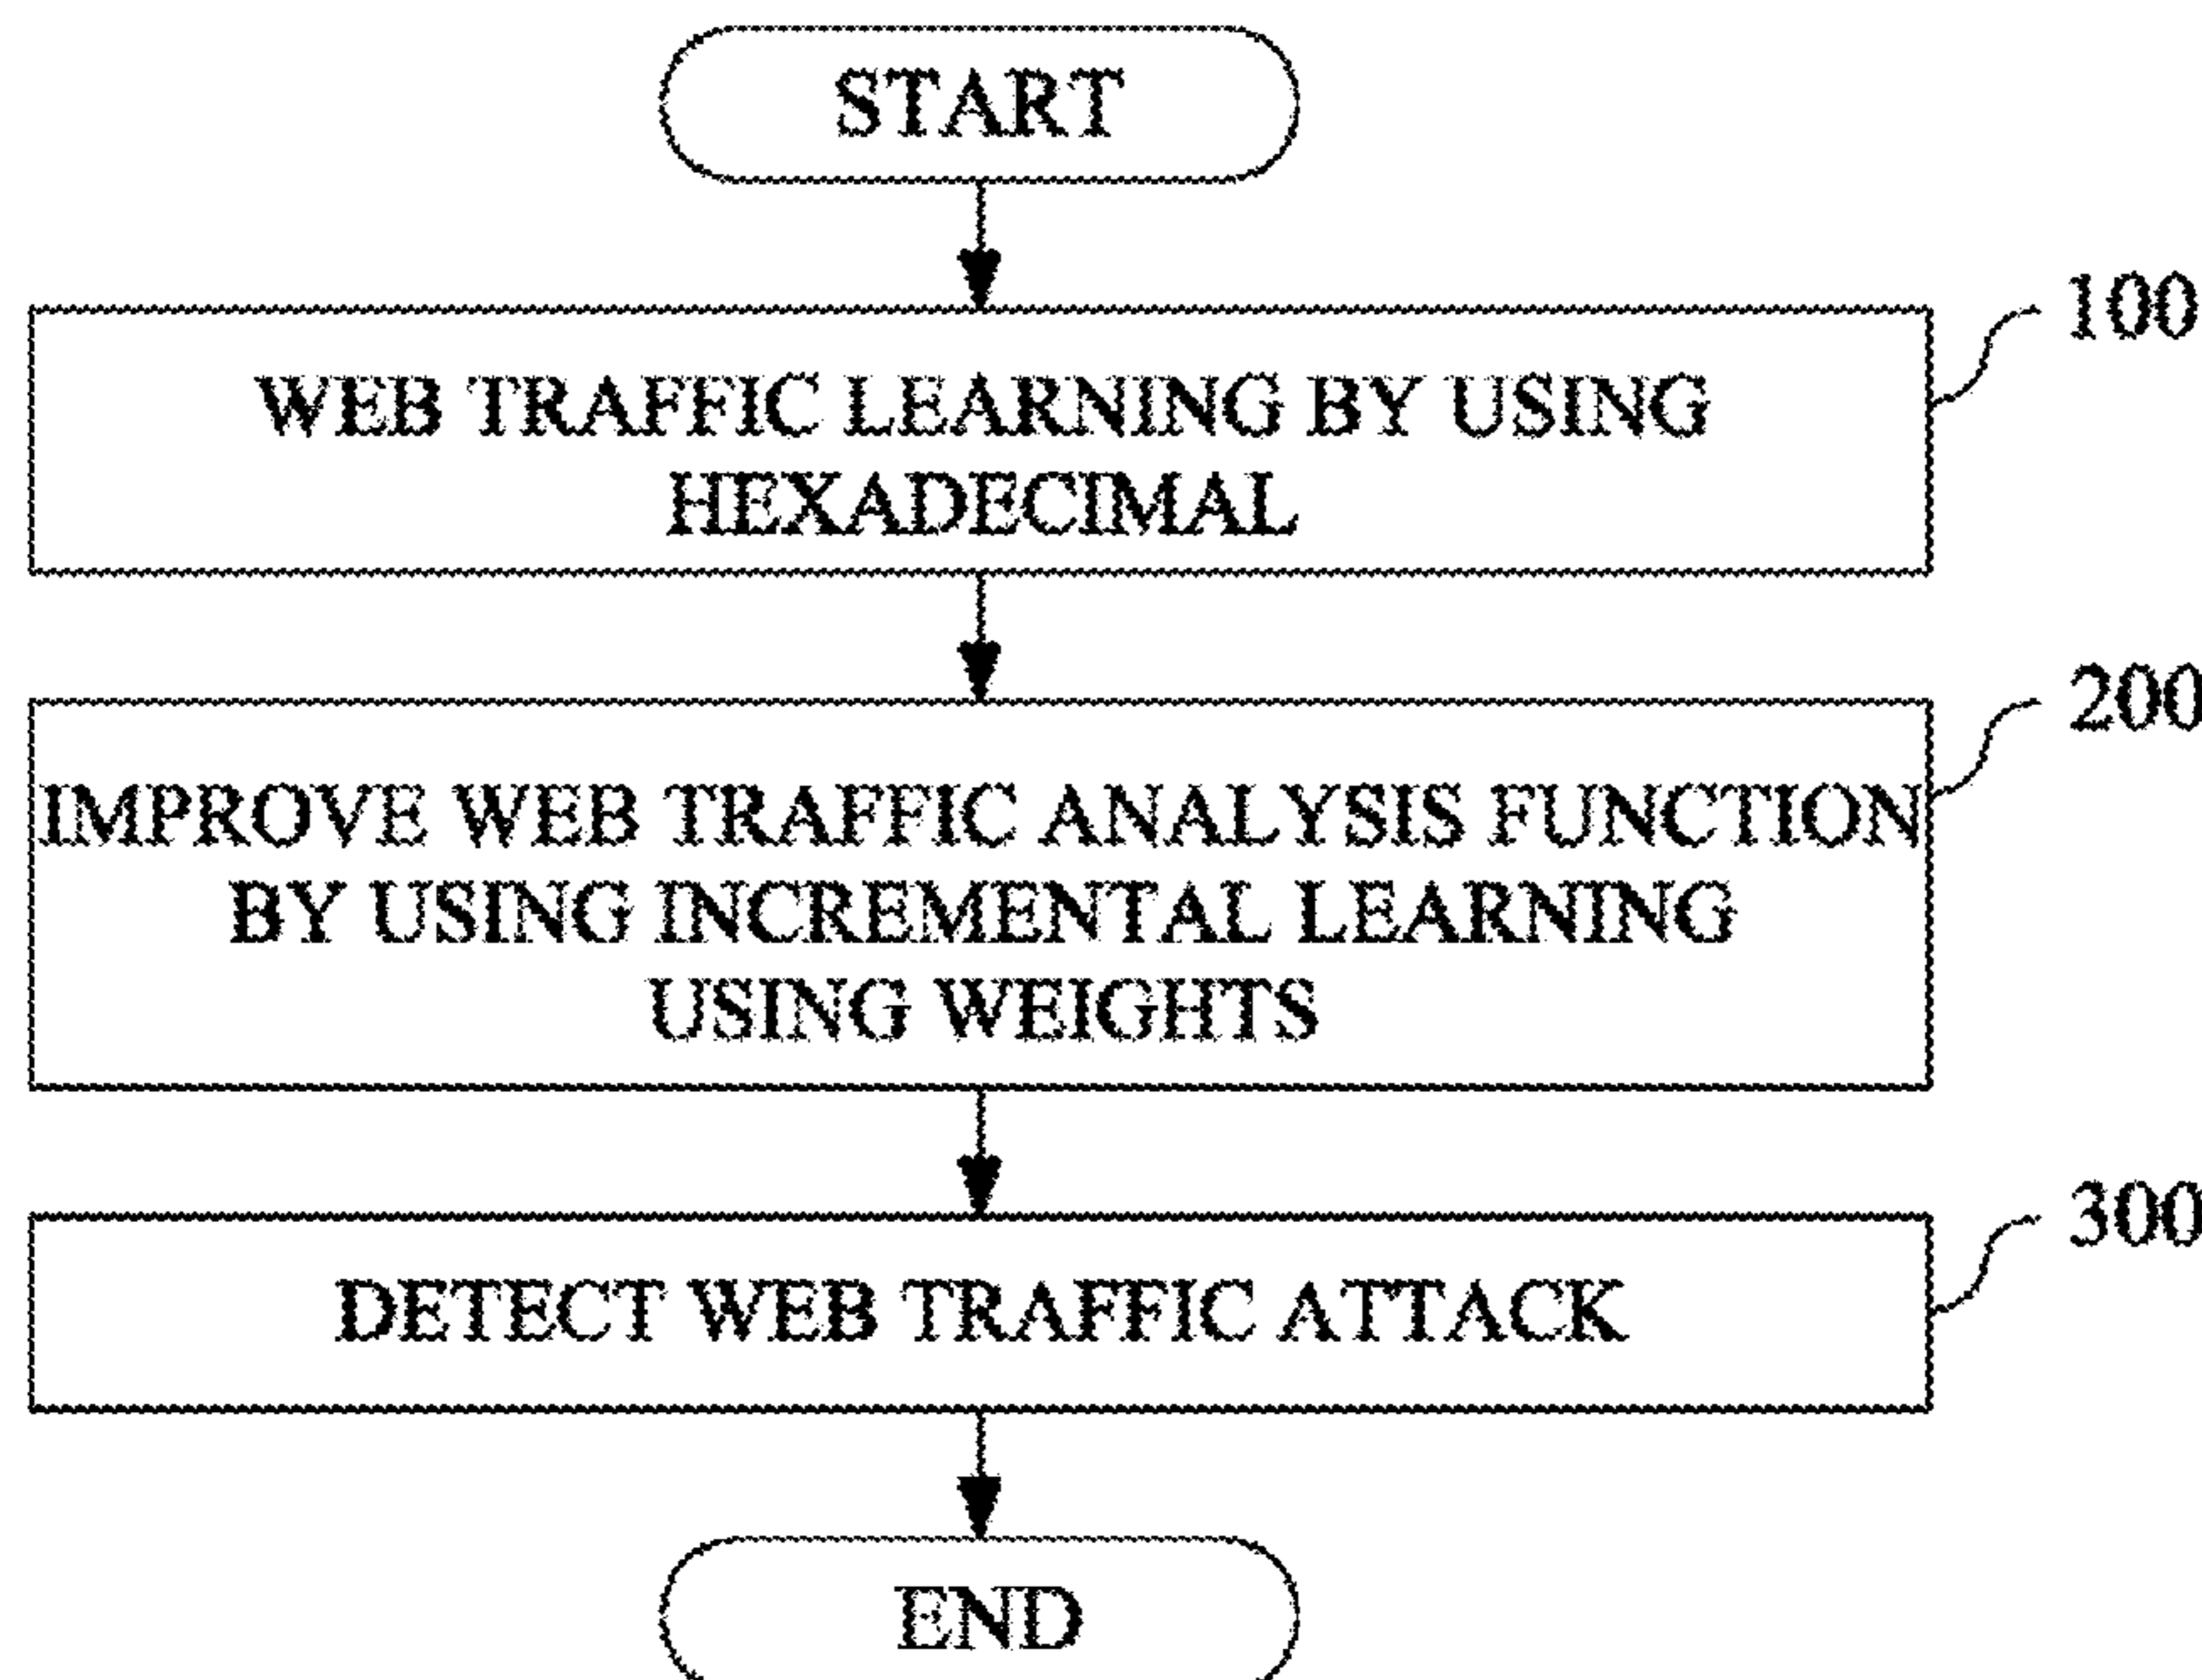 START
100
WEB TRAFFIC LEARNING BY USING
HEXADECIMAL
200
IMPROVE WEB TRAFFIC ANALYSIS FUNCTION
BY USING INCREMENTAL LEARNING
USING WEIGHTS
300
DETECT WEB TRAFFIC ATTACK
END